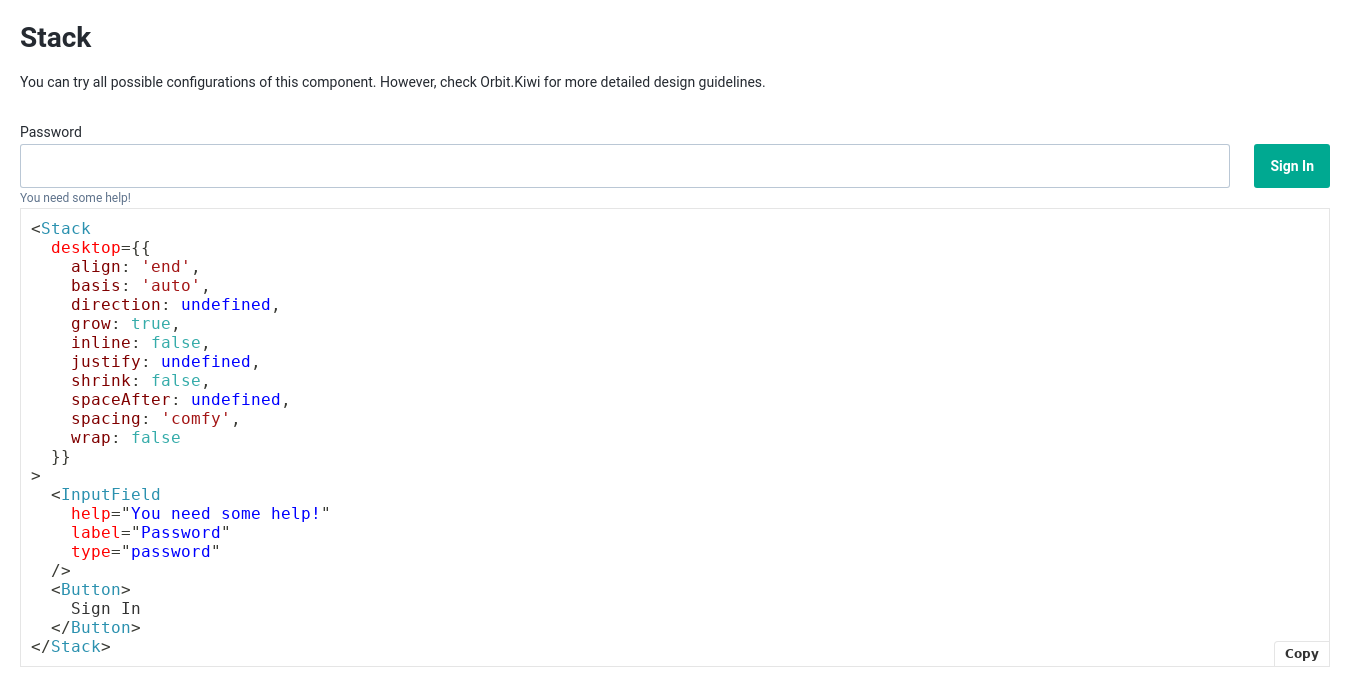 Stack
You can try all possible configurations of this component. However, check Orbit.Kiwi for more detailed design guidelines.
Password
Sign In
You need some help!
<Stack
  desktop={{
    align: 'end',
    basis: 'auto',
    direction: undefined,
    grow: true,
    inline: false,
    justify: undefined,
    shrink: false,
    spaceAfter: undefined,
    spacing: 'comfy',
    wrap: false
  }}
>
  <InputField
    help="You need some help!"
    label="Password"
    type="password"
  />
  <Button>
    Sign In
  </Button>
</Stack>
Copy